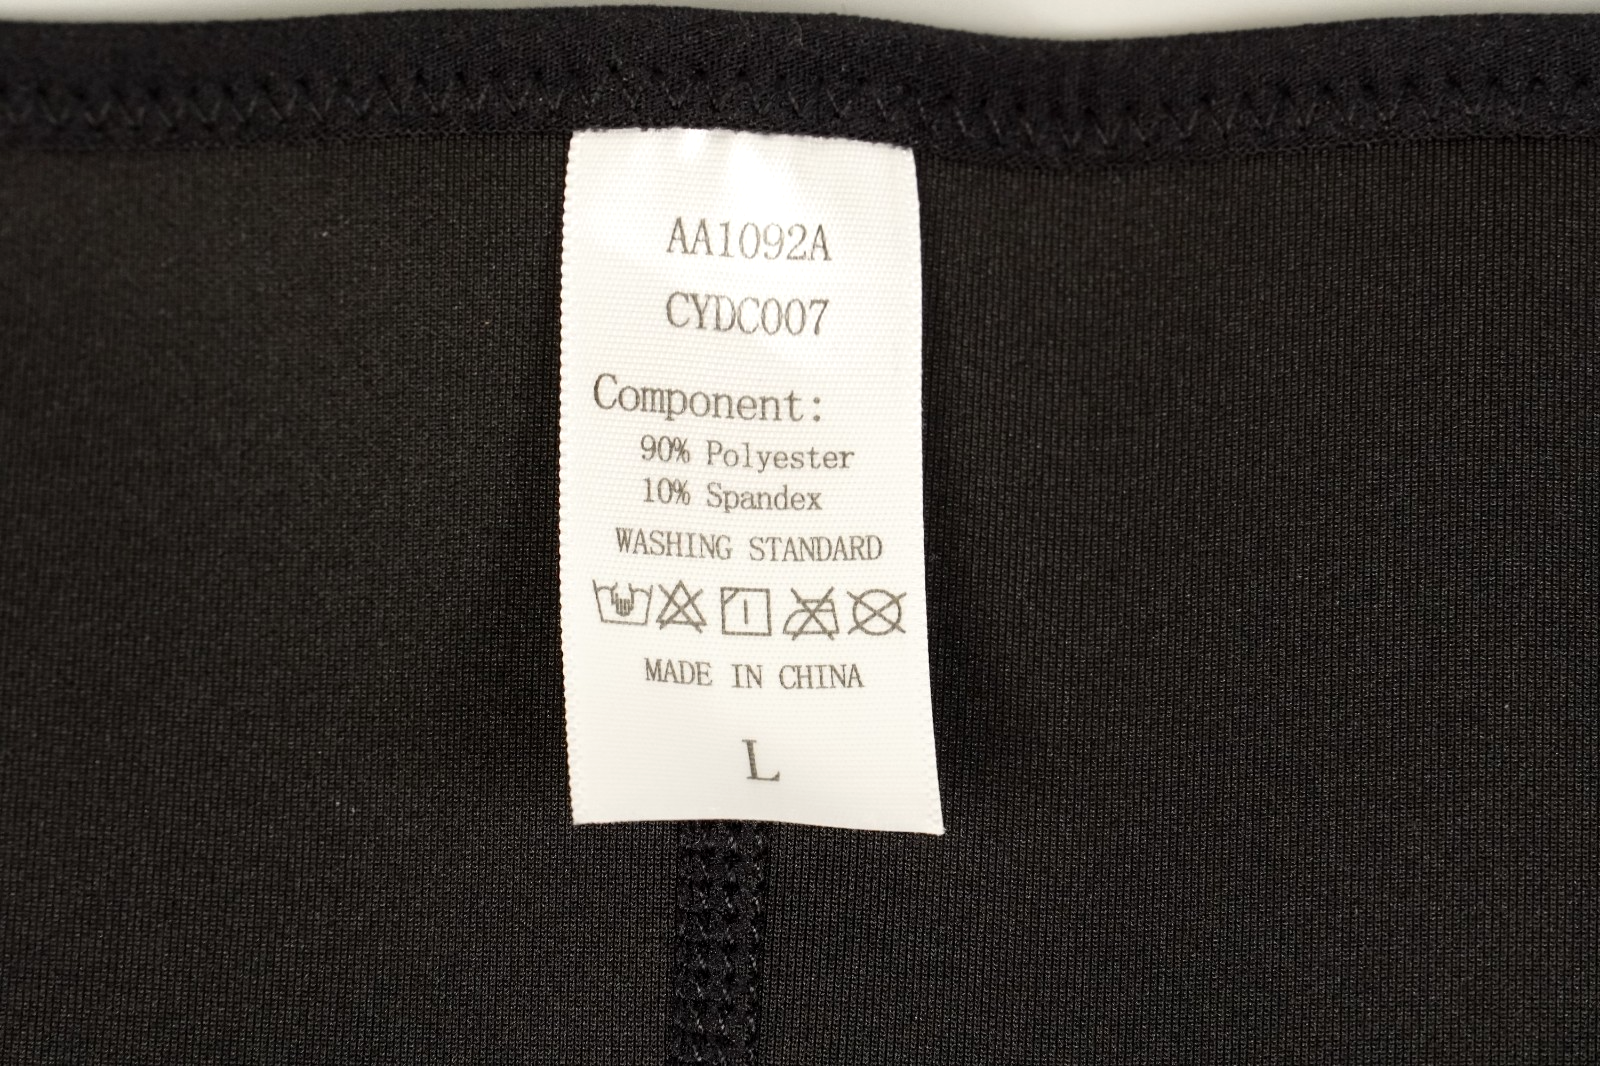 AA1092A
CYDC007
Component:
90% Polyester
10% Spandex
WASHING STANDARD
MADE IN CHINA
L